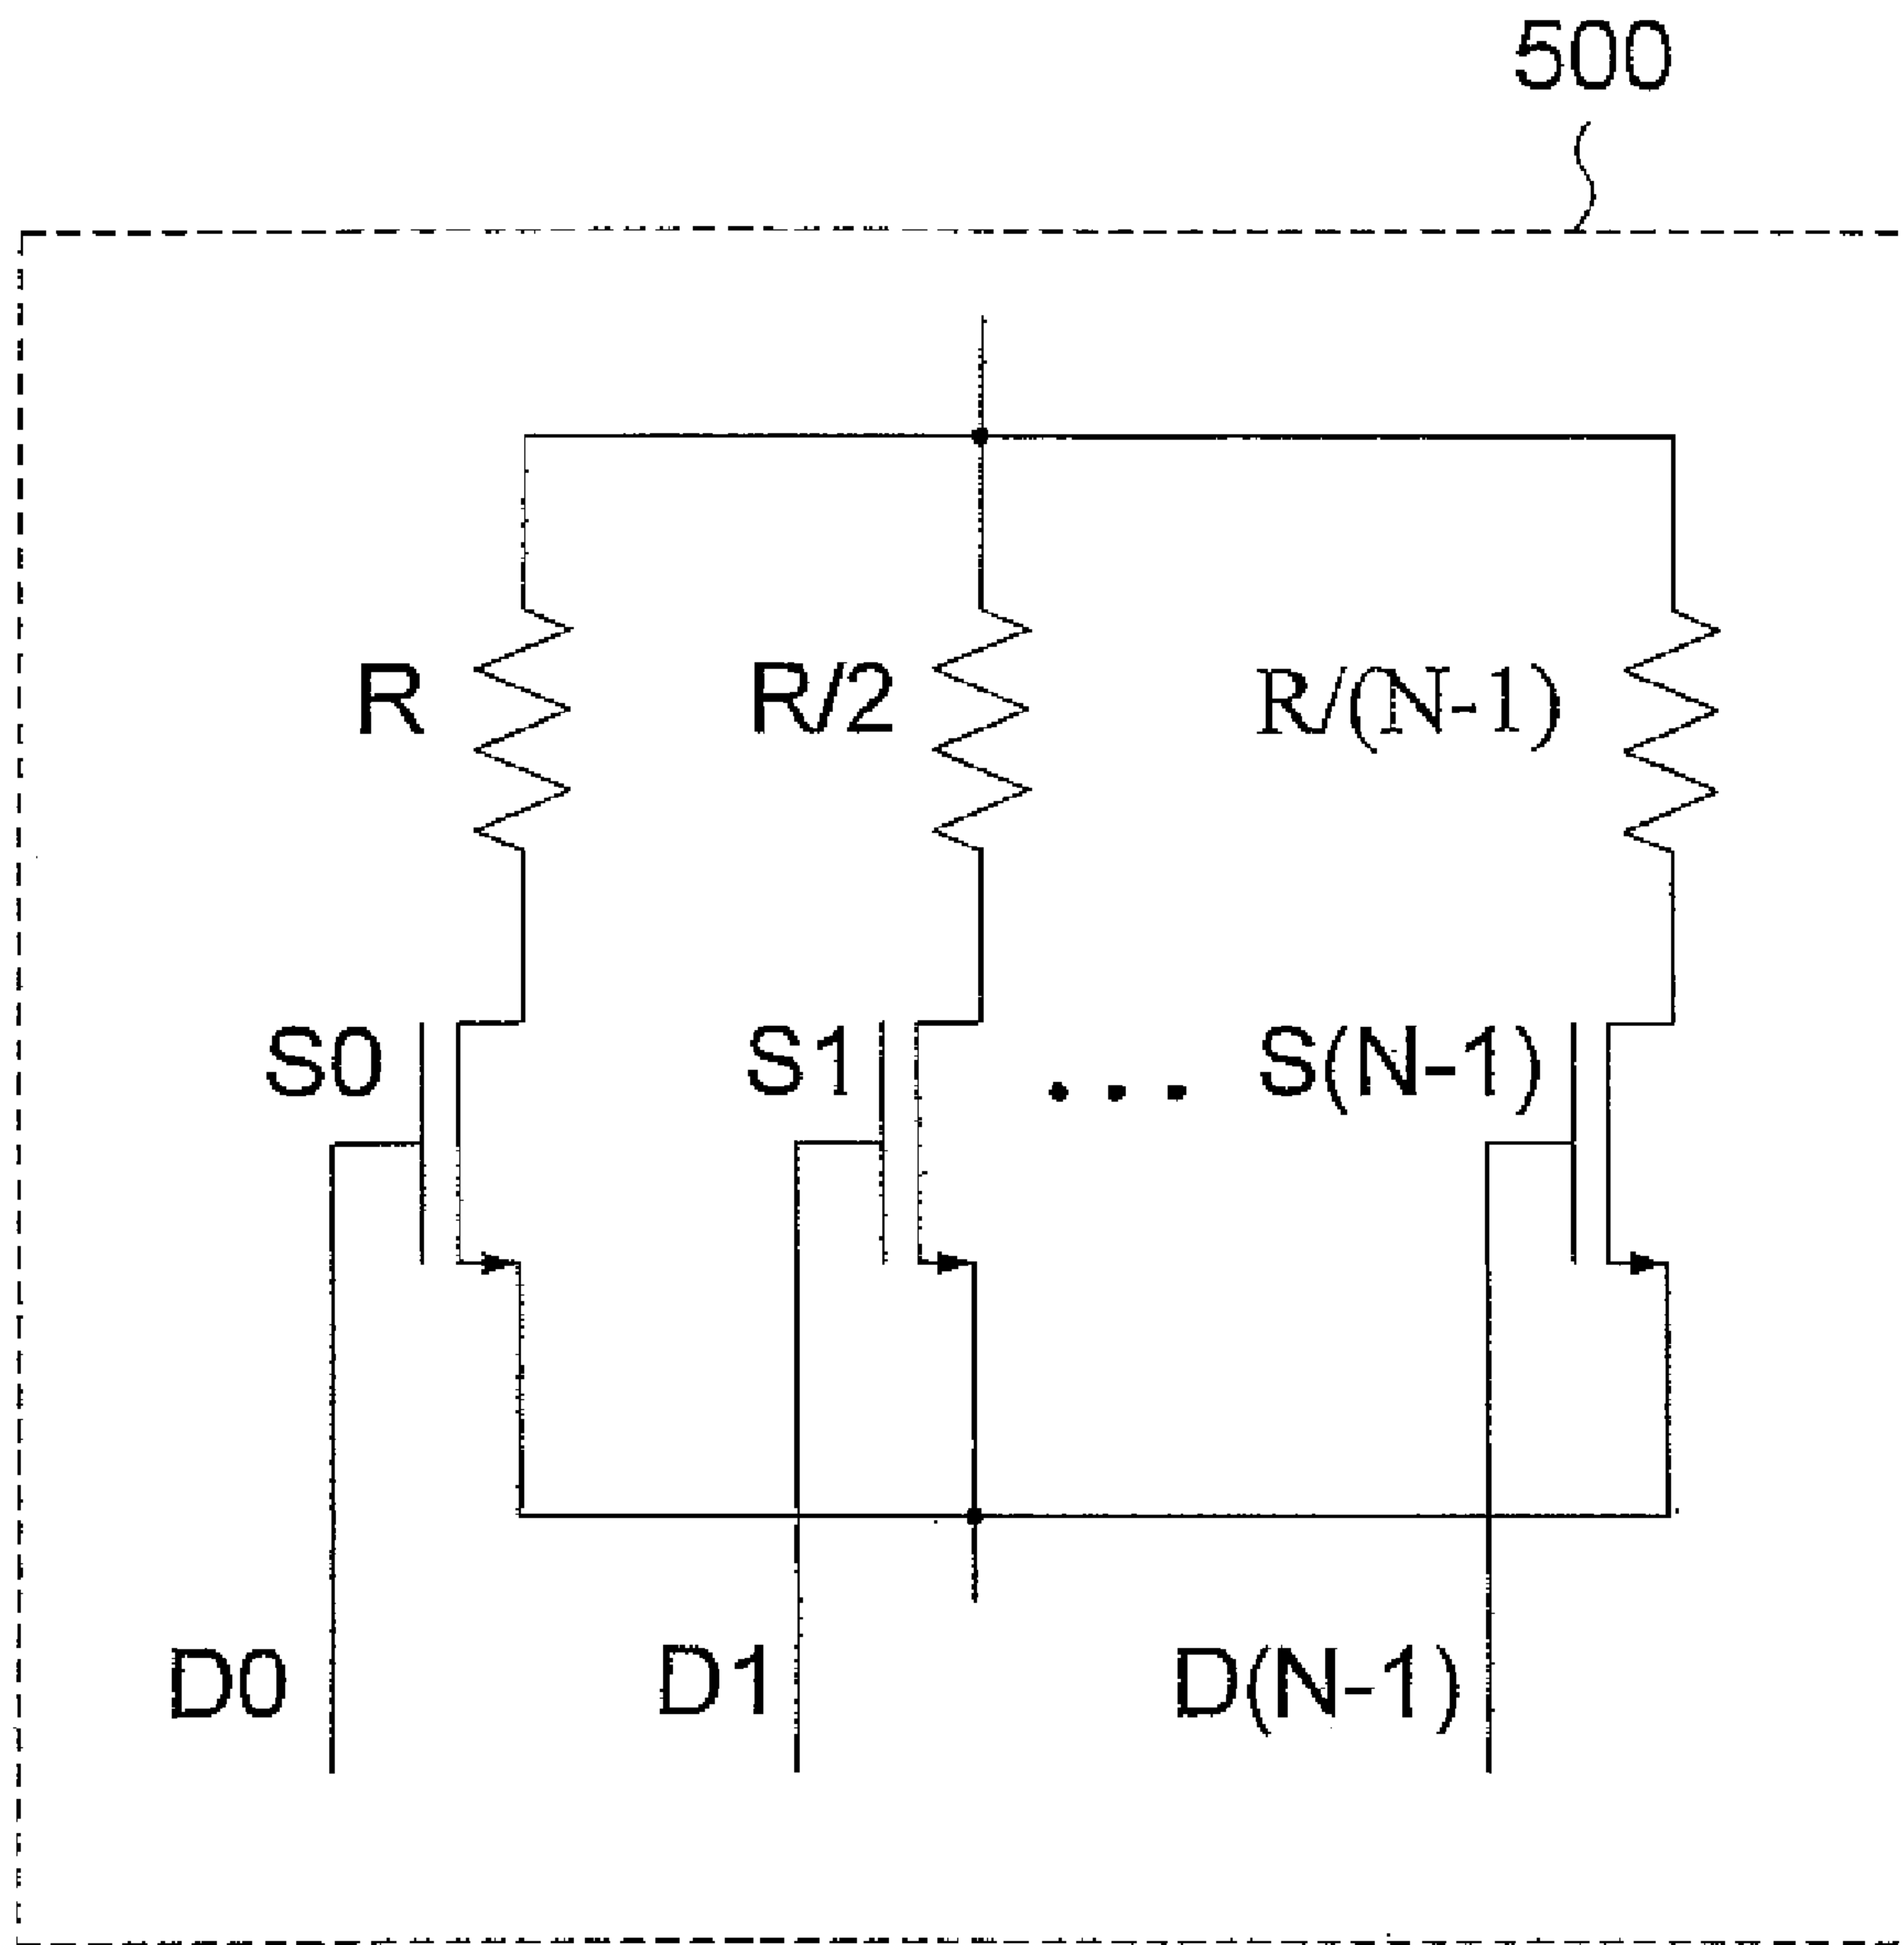 500
R R/2 R/(N-1)
S0 S1 ... S(N-1)
D0 D1 D(N-1)